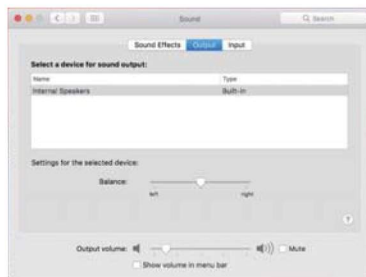 Sound
Search
Sound Effects Output Input
Select a device for sound output:
Name Type
Internal Speakers Built-in
Settings for the selected device:
Balance:
left right
?
Output volume: Mute
Show volume in menu bar